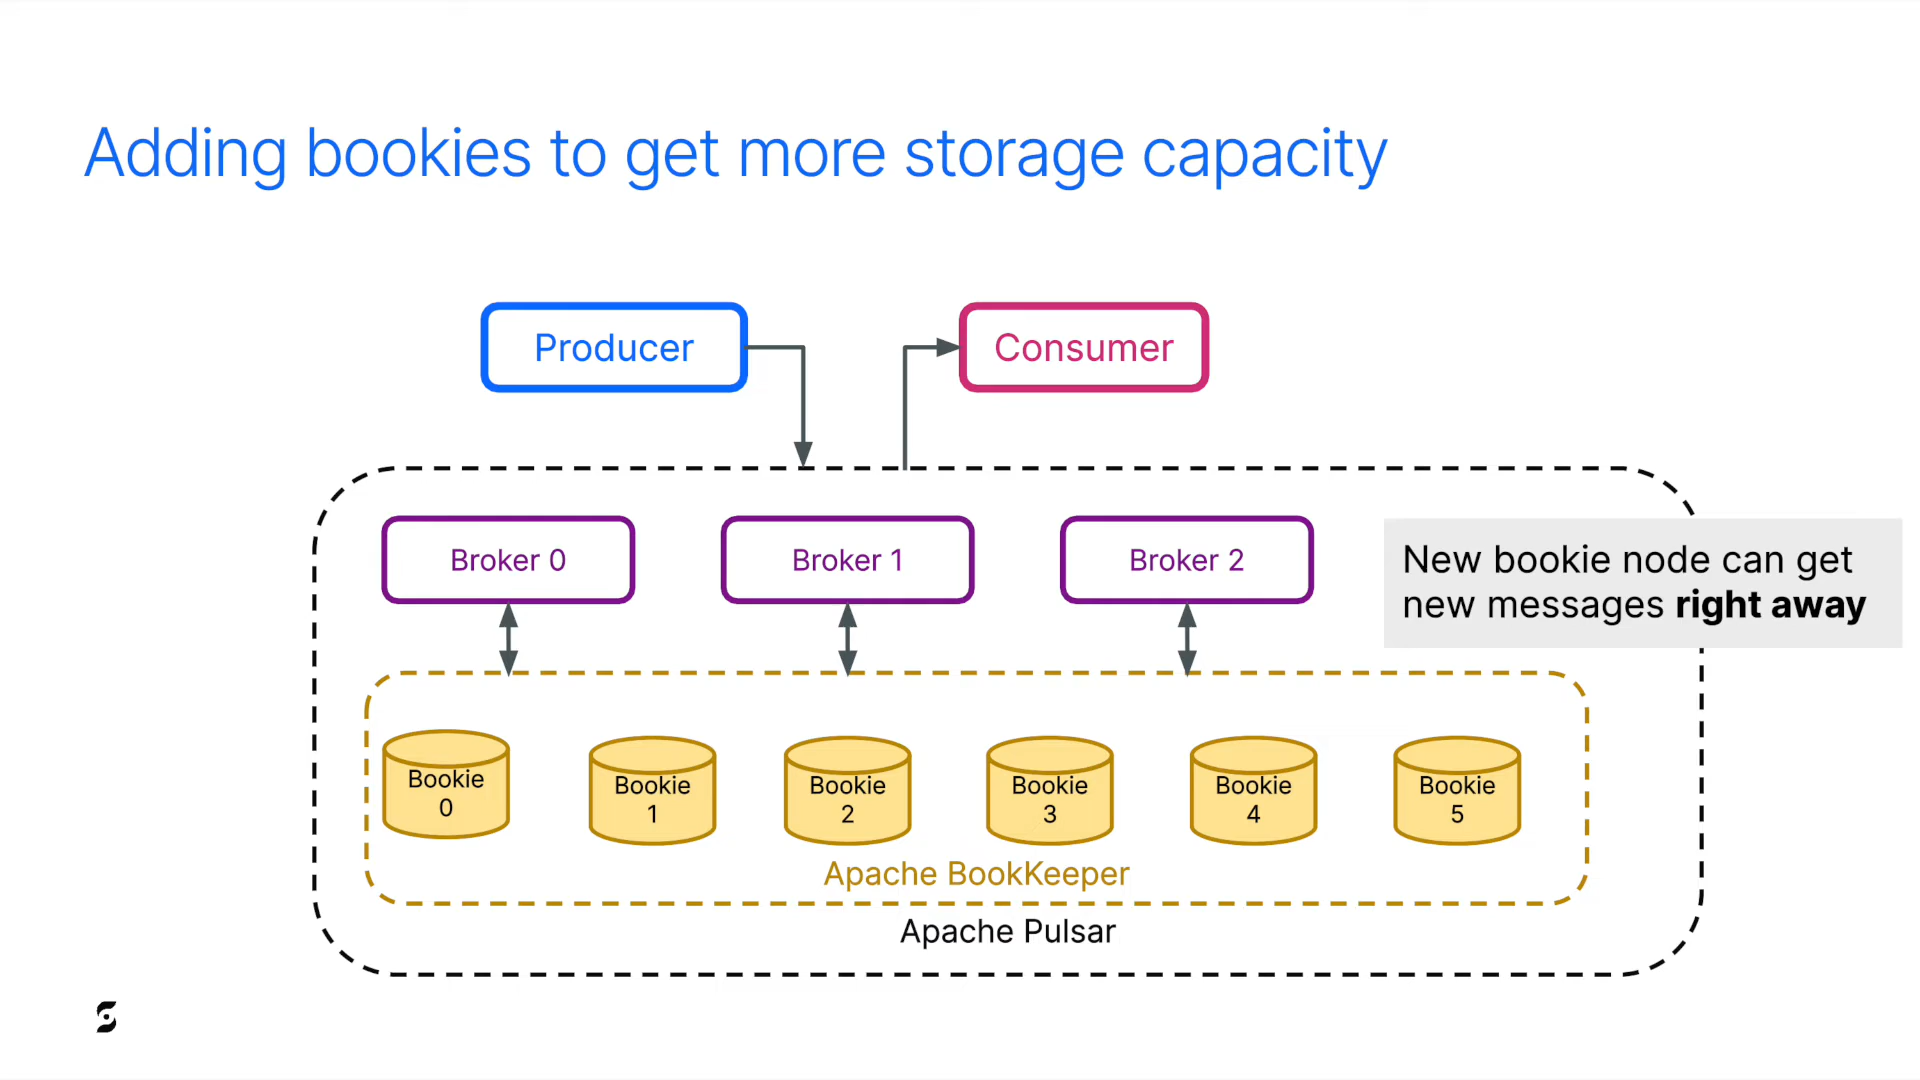 Adding bookies to get more storage capacity
Producer
Consumer
Broker 0
Broker 1
Broker 2
New bookie node can get
new messages right away
Bookie
0
Bookie
1
Bookie
2
Bookie
3
Bookie
4
Bookie
5
Apache BookKeeper
Apache Pulsar